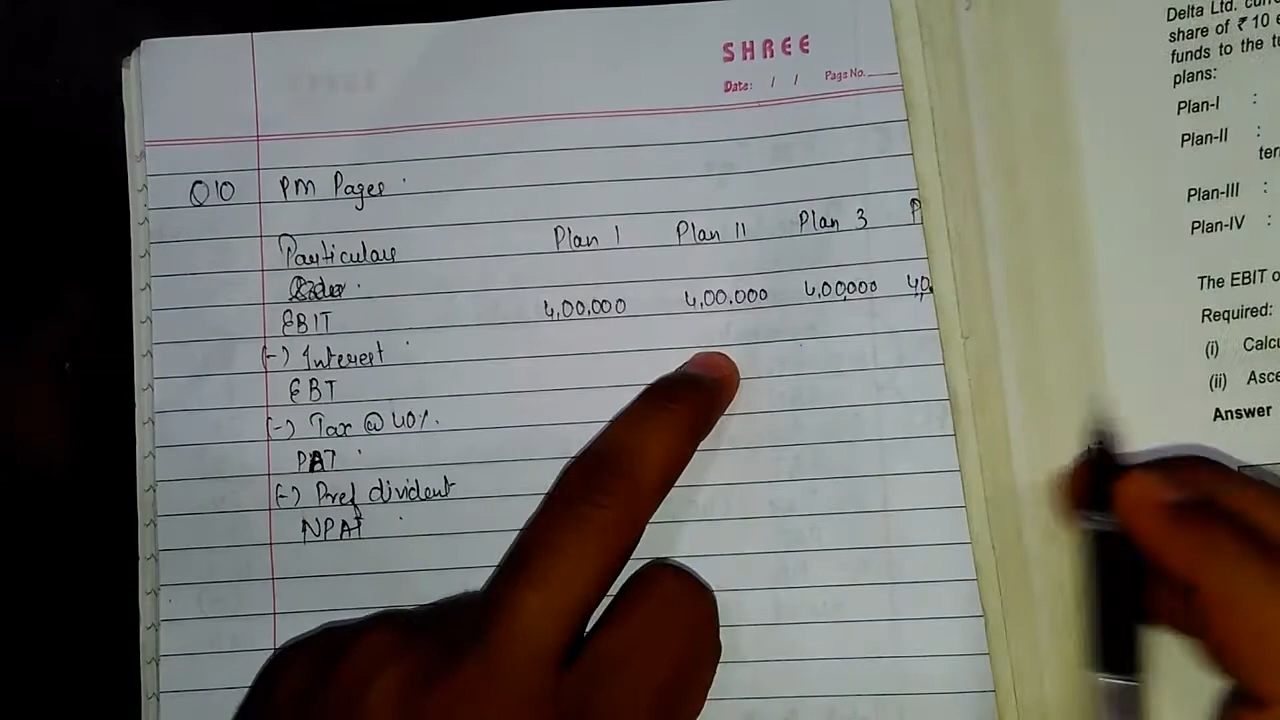 SHREE
Date: / / Page No.
Q10 PM Pages
Particulars Plan I Plan II Plan 3 P
EBIT 4,00,000 4,00,000 4,00,000 40
(-) Interest
EBT
(-) Tax @ 40%.
PAT
(-) Pref divident
NPAT
Delta Ltd.
share of ₹ 10
funds to the
plans:
Plan-I :
Plan-II :
Plan-III :
Plan-IV :
The EBIT
Required:
(i)
(ii)
Answer